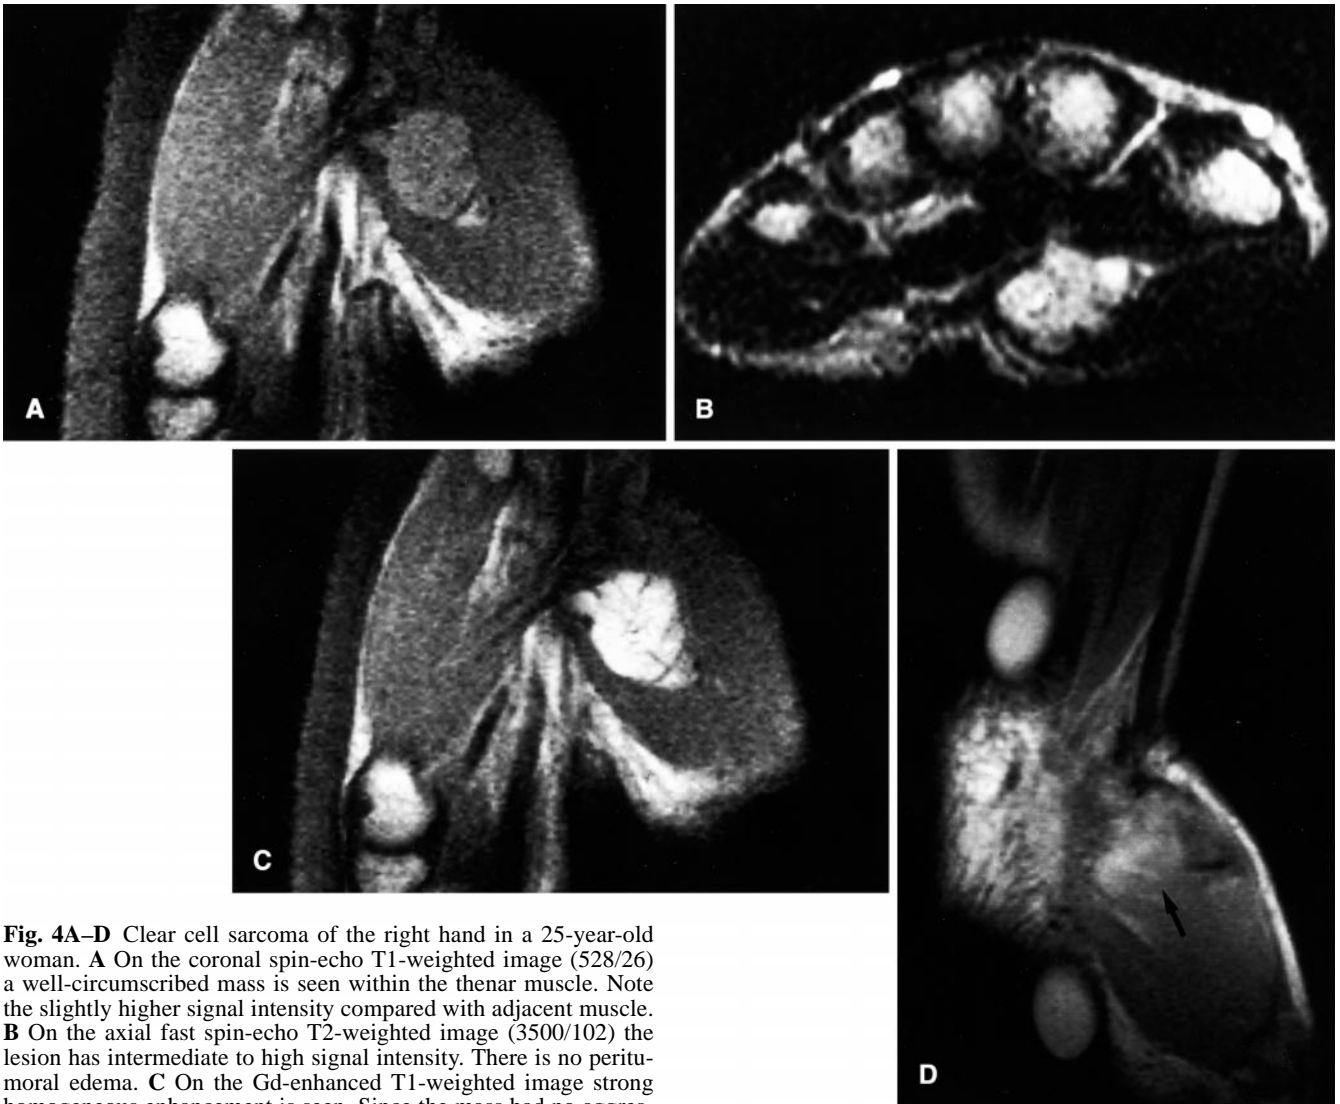 A
B
C
D
Fig. 4A–D Clear cell sarcoma of the right hand in a 25-year-old
woman. A On the coronal spin-echo T1-weighted image (528/26)
a well-circumscribed mass is seen within the thenar muscle. Note
the slightly higher signal intensity compared with adjacent muscle.
B On the axial fast spin-echo T2-weighted image (3500/102) the
lesion has intermediate to high signal intensity. There is no peritu-
moral edema. C On the Gd-enhanced T1-weighted image strong
homogeneous enhancement is seen. Since the mass had no aggres-